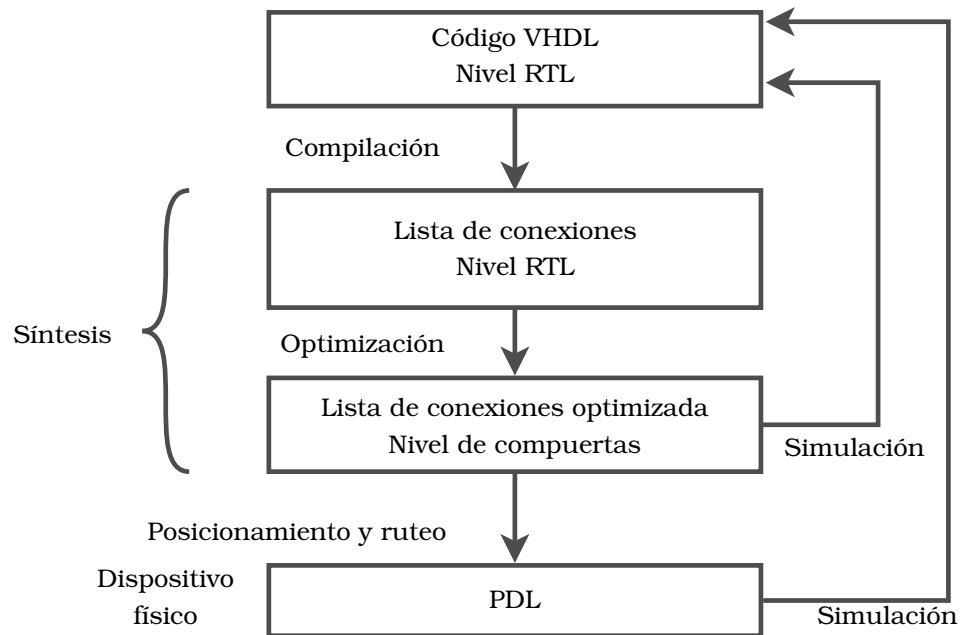 Código VHDL
Nivel RTL
Compilación
Lista de conexiones
Nivel RTL
Síntesis
Optimización
Lista de conexiones optimizada
Nivel de compuertas
Simulación
Posicionamiento y ruteo
Dispositivo
físico
PDL
Simulación